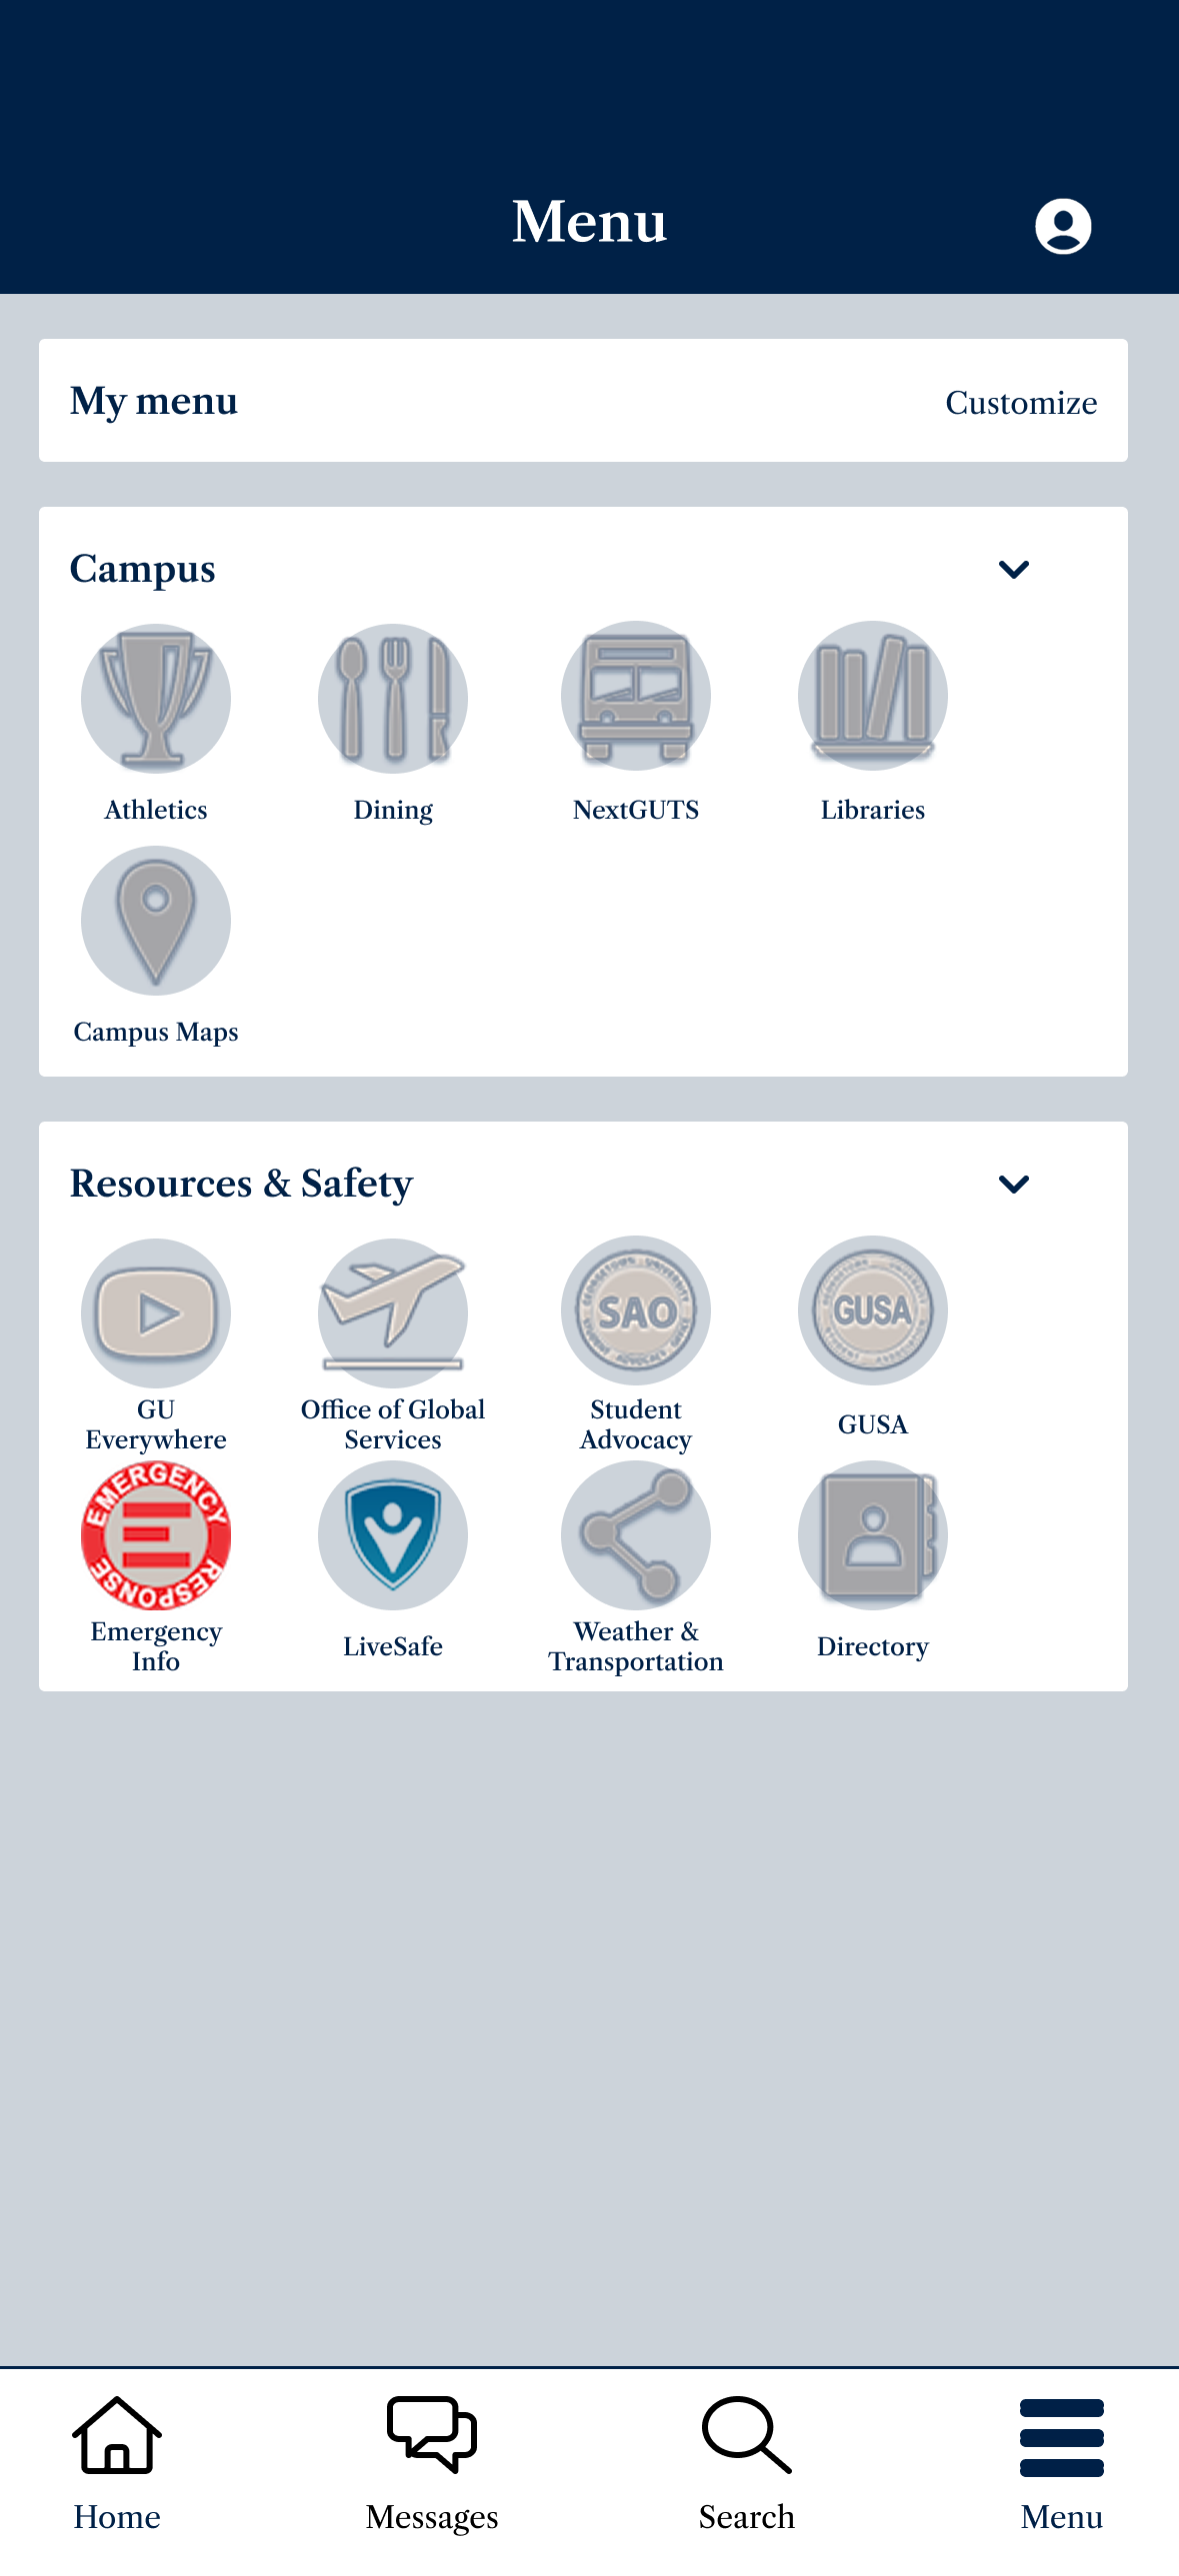 Menu
My menu
Customize
Campus
Athletics
Dining
NextGUTS
Libraries
Campus Maps
Resources & Safety
SAO
GUSA
GU
Everywhere
Office of Global
Services
Student
Advocacy
GUSA
EMERGENCY
E
RESPONSE
Emergency
Info
LiveSafe
Weather &
Transportation
Directory
Home
Messages
Search
Menu